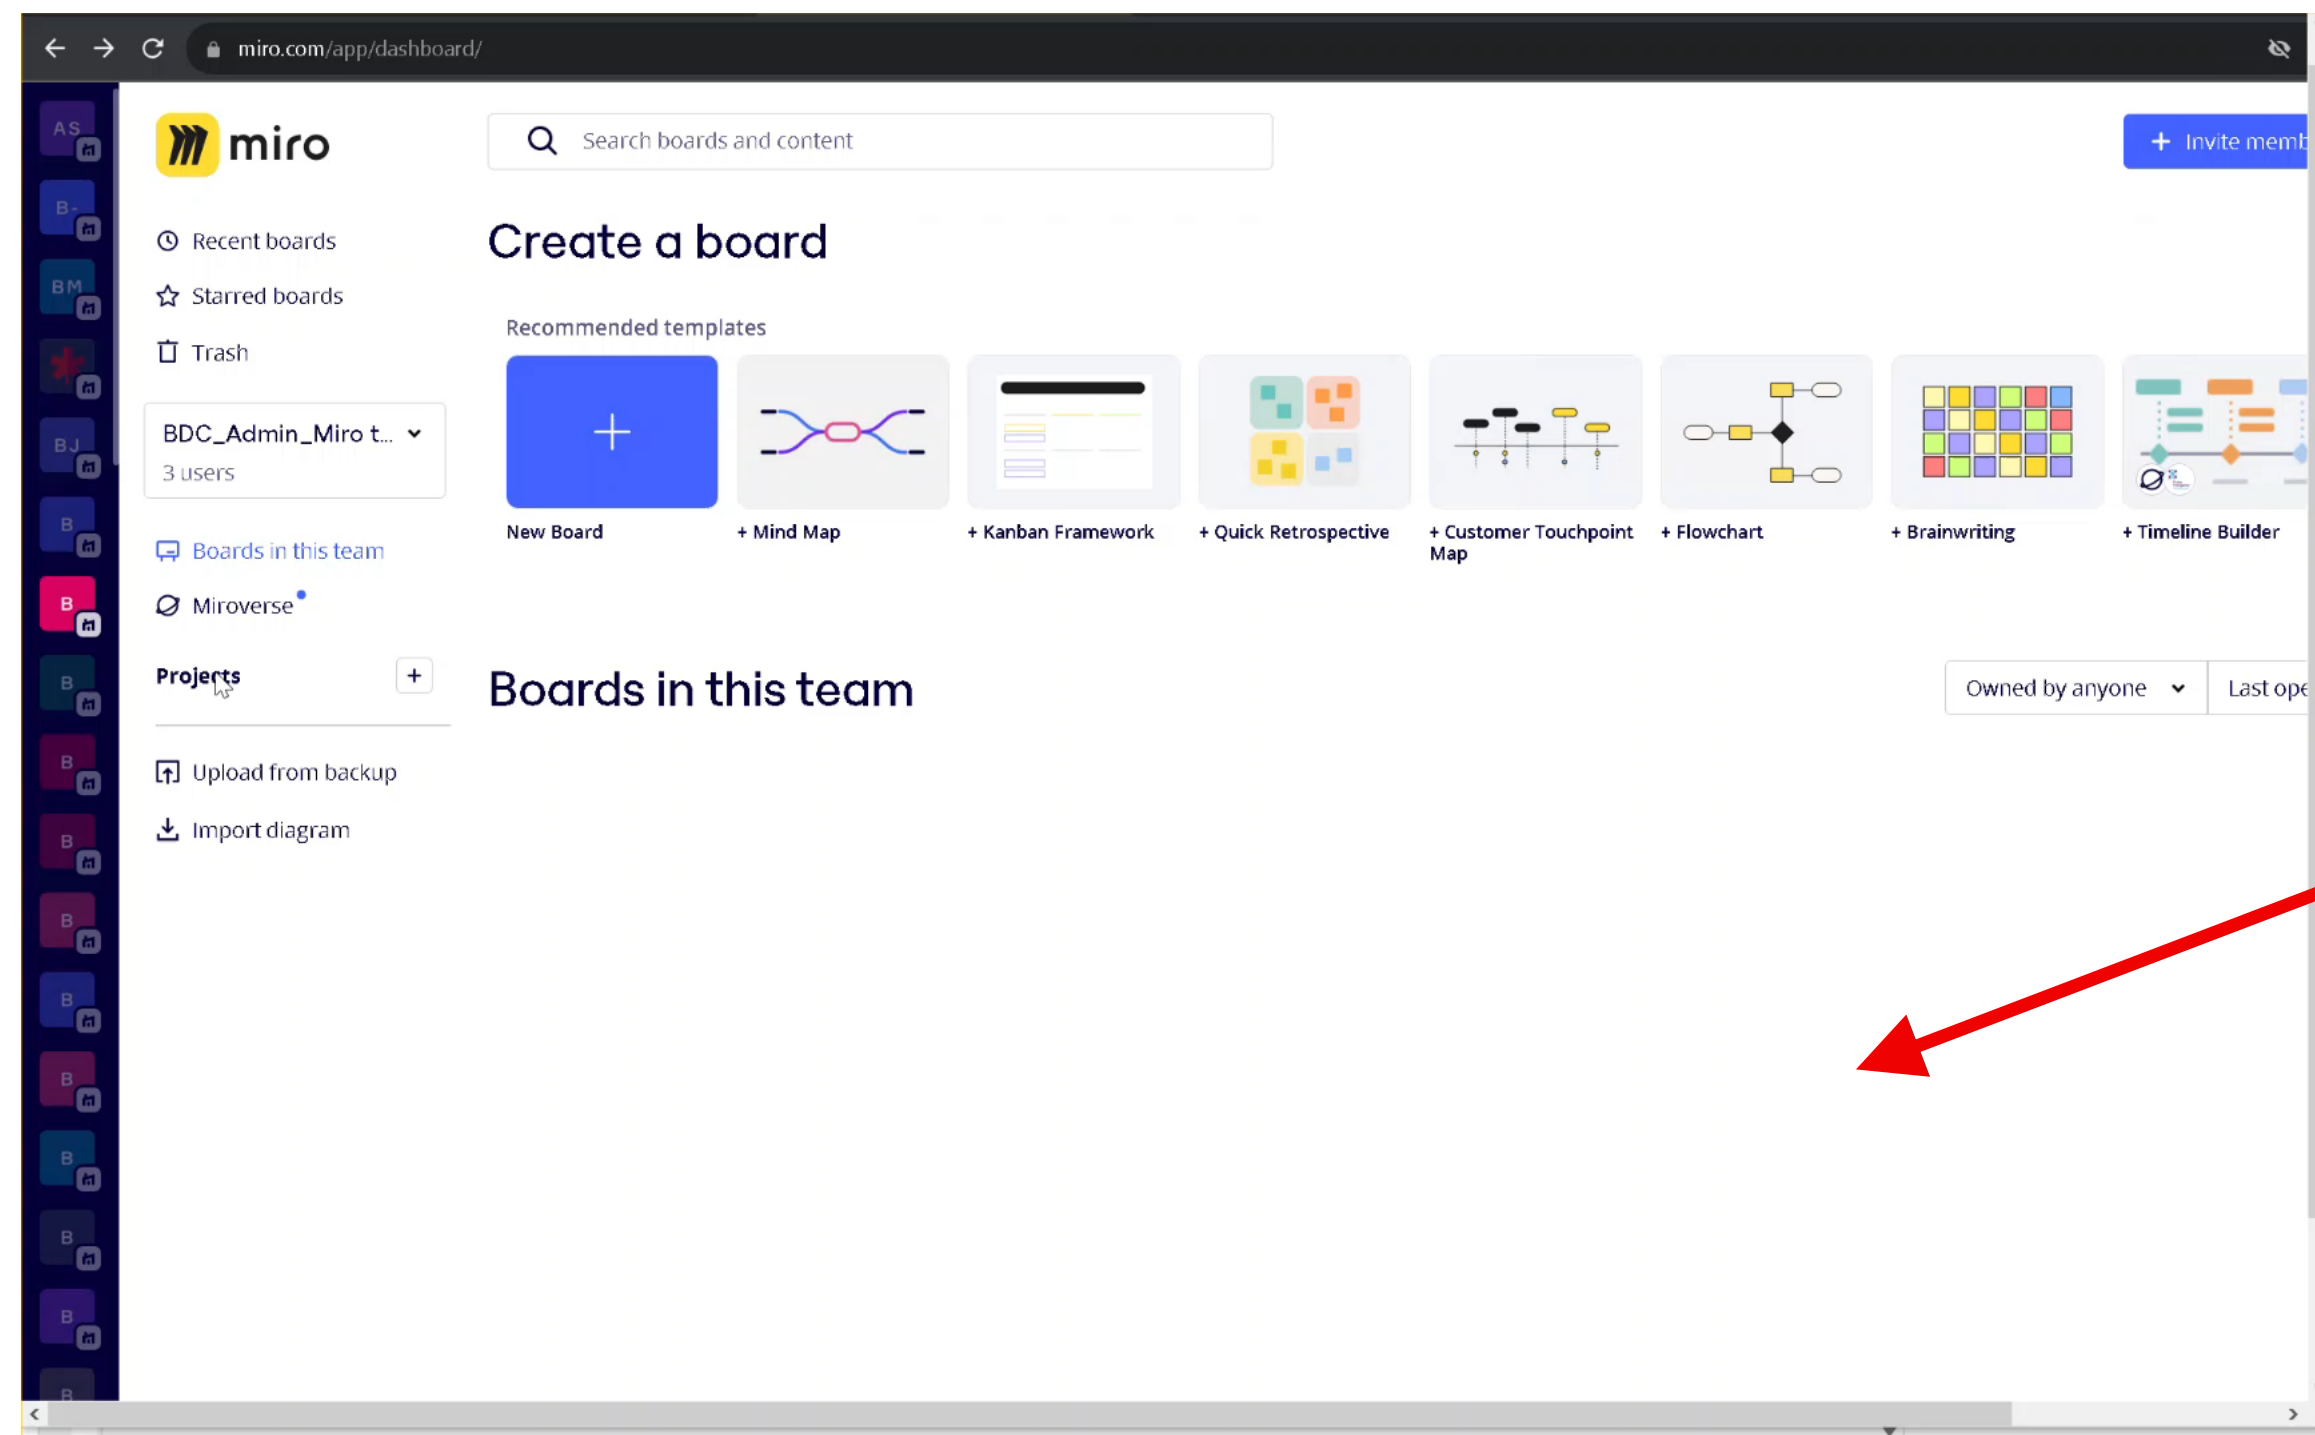 miro.com/app/dashboard/
AS
B-
BM
BJ
B
B
B
B
B
B
B
B
B
B
B
B
miro
Search boards and content
+ Invite memb
Recent boards
Starred boards
Trash
BDC_Admin_Miro t...
3 users
Boards in this team
Miroverse
Projects
+
Upload from backup
Import diagram
Create a board
Recommended templates
New Board
+ Mind Map
+ Kanban Framework
+ Quick Retrospective
+ Customer Touchpoint
Map
+ Flowchart
+ Brainwriting
+ Timeline Builder
Boards in this team
Owned by anyone
Last ope